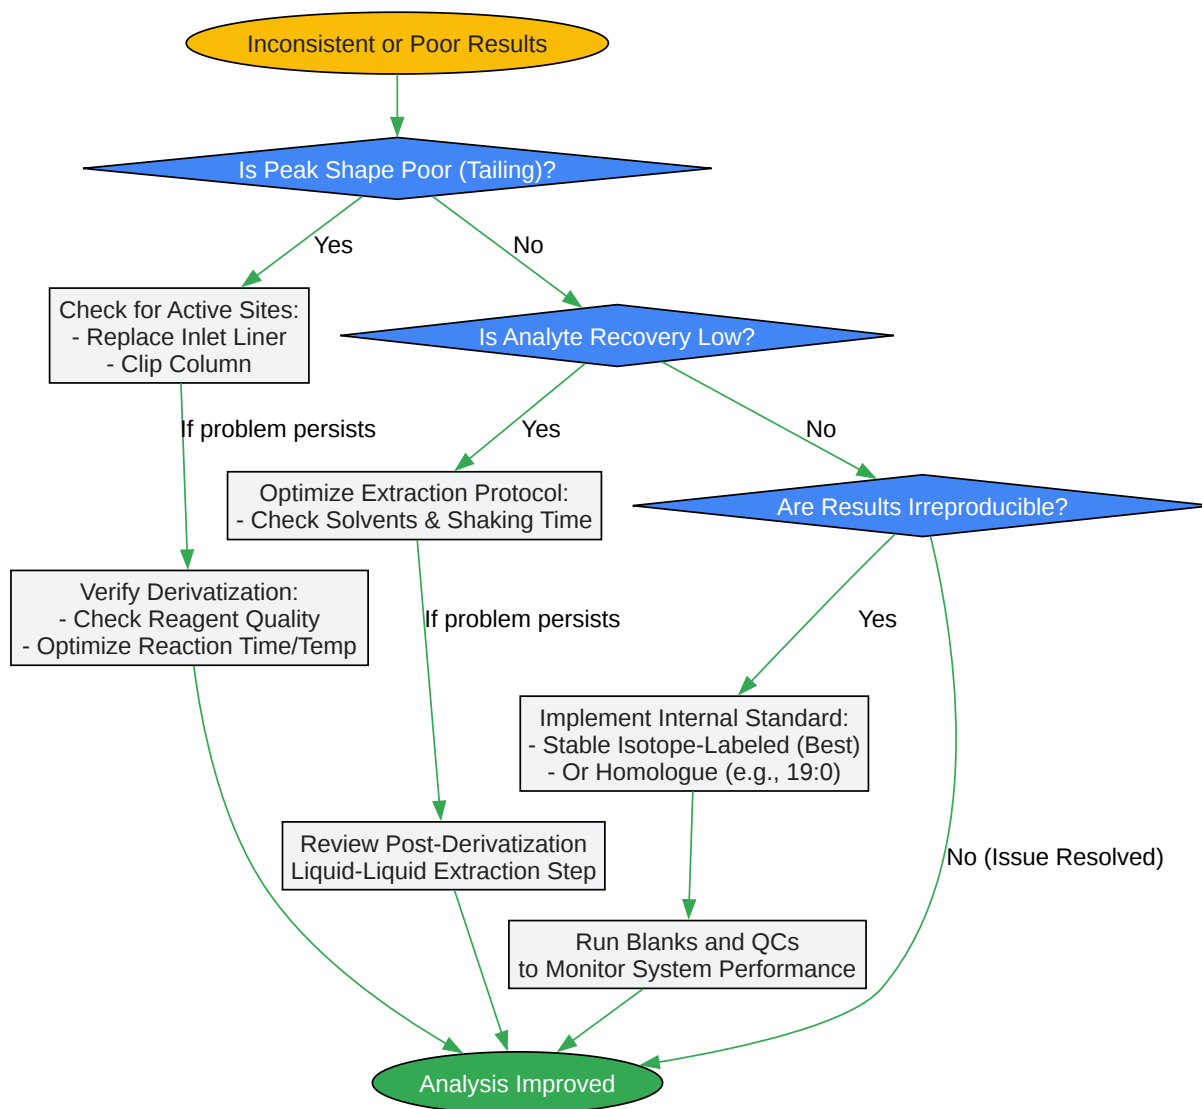 Inconsistent or Poor Results
Is Peak Shape Poor (Tailing)?
Yes
No
Check for Active Sites:
- Replace Inlet Liner
- Clip Column
Is Analyte Recovery Low?
If problem persists
Yes
No
Optimize Extraction Protocol:
- Check Solvents & Shaking Time
Are Results Irreproducible?
Verify Derivatization:
- Check Reagent Quality
- Optimize Reaction Time/Temp
If problem persists
Yes
Implement Internal Standard:
- Stable Isotope-Labeled (Best)
- Or Homologue (e.g., 19:0)
Review Post-Derivatization
Liquid-Liquid Extraction Step
No (Issue Resolved)
Run Blanks and QCs
to Monitor System Performance
Analysis Improved